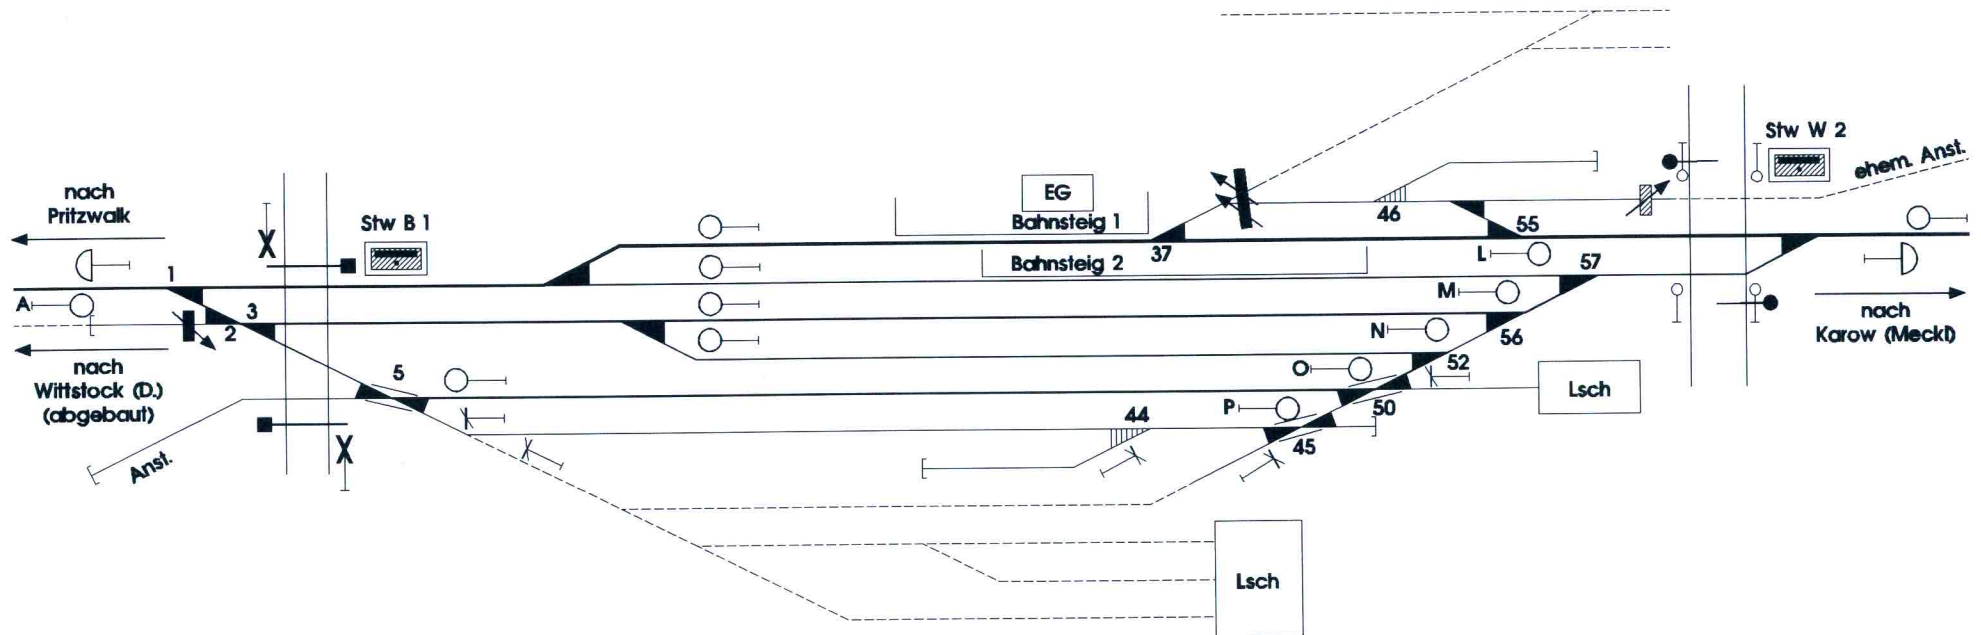 nach
Pritzwalk
A
1
2
3
nach
Wittstock (D.)
(abgebaut)
Anst.
Stw B 1
5
EG
Bahnsteig 1
Bahnsteig 2
37
46
55
L
57
M
N
56
O
52
P
50
44
45
Lsch
Lsch
Stw W 2
ehem. Anst.
nach
Karow (Meckl)